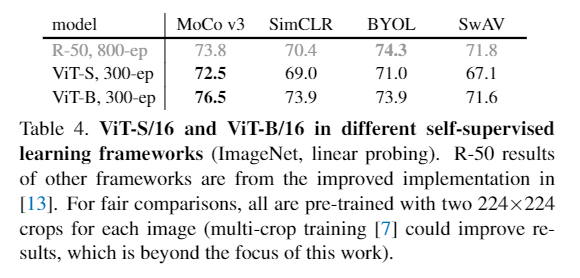 model MoCo v3 SimCLR BYOL SwAV
R-50, 800-ep 73.8 70.4 74.3 71.8
ViT-S, 300-ep 72.5 69.0 71.0 67.1
ViT-B, 300-ep 76.5 73.9 73.9 71.6
Table 4. ViT-S/16 and ViT-B/16 in different self-supervised
learning frameworks (ImageNet, linear probing). R-50 results
of other frameworks are from the improved implementation in
[13]. For fair comparisons, all are pre-trained with two 224×224
crops for each image (multi-crop training [7] could improve re-
sults, which is beyond the focus of this work).